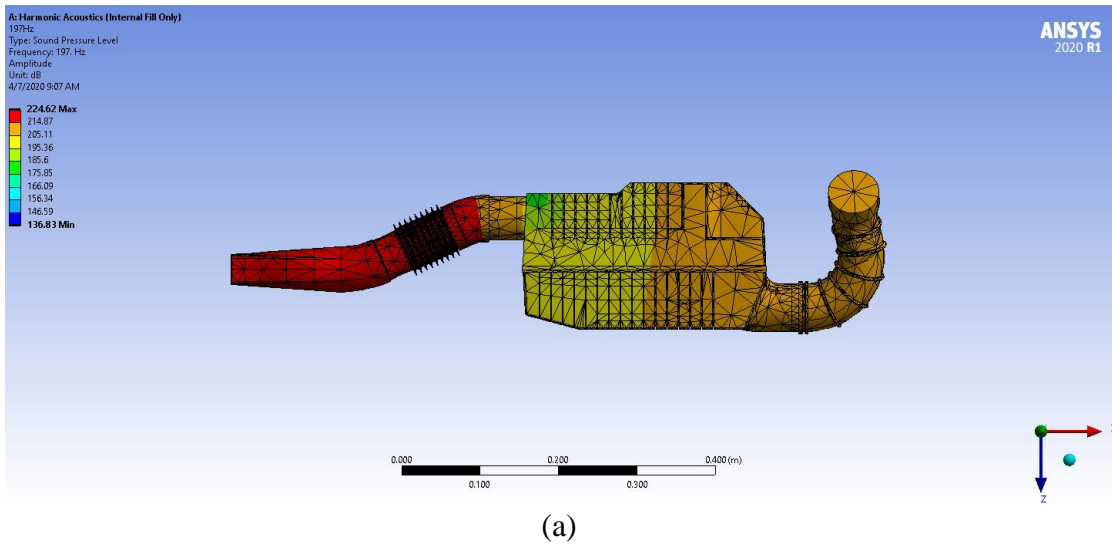 A: Harmonic Acoustics (Internal Fill Only)
197Hz
Type: Sound Pressure Level
Frequency: 197. Hz
Amplitude
Unit: dB
4/7/2020 9:07 AM
224.62 Max
214.87
205.11
195.36
185.6
175.85
166.09
156.34
146.59
136.83 Min
ANSYS
2020 R1
0.000 0.200 0.400 (m)
0.100 0.300
Z
(a)